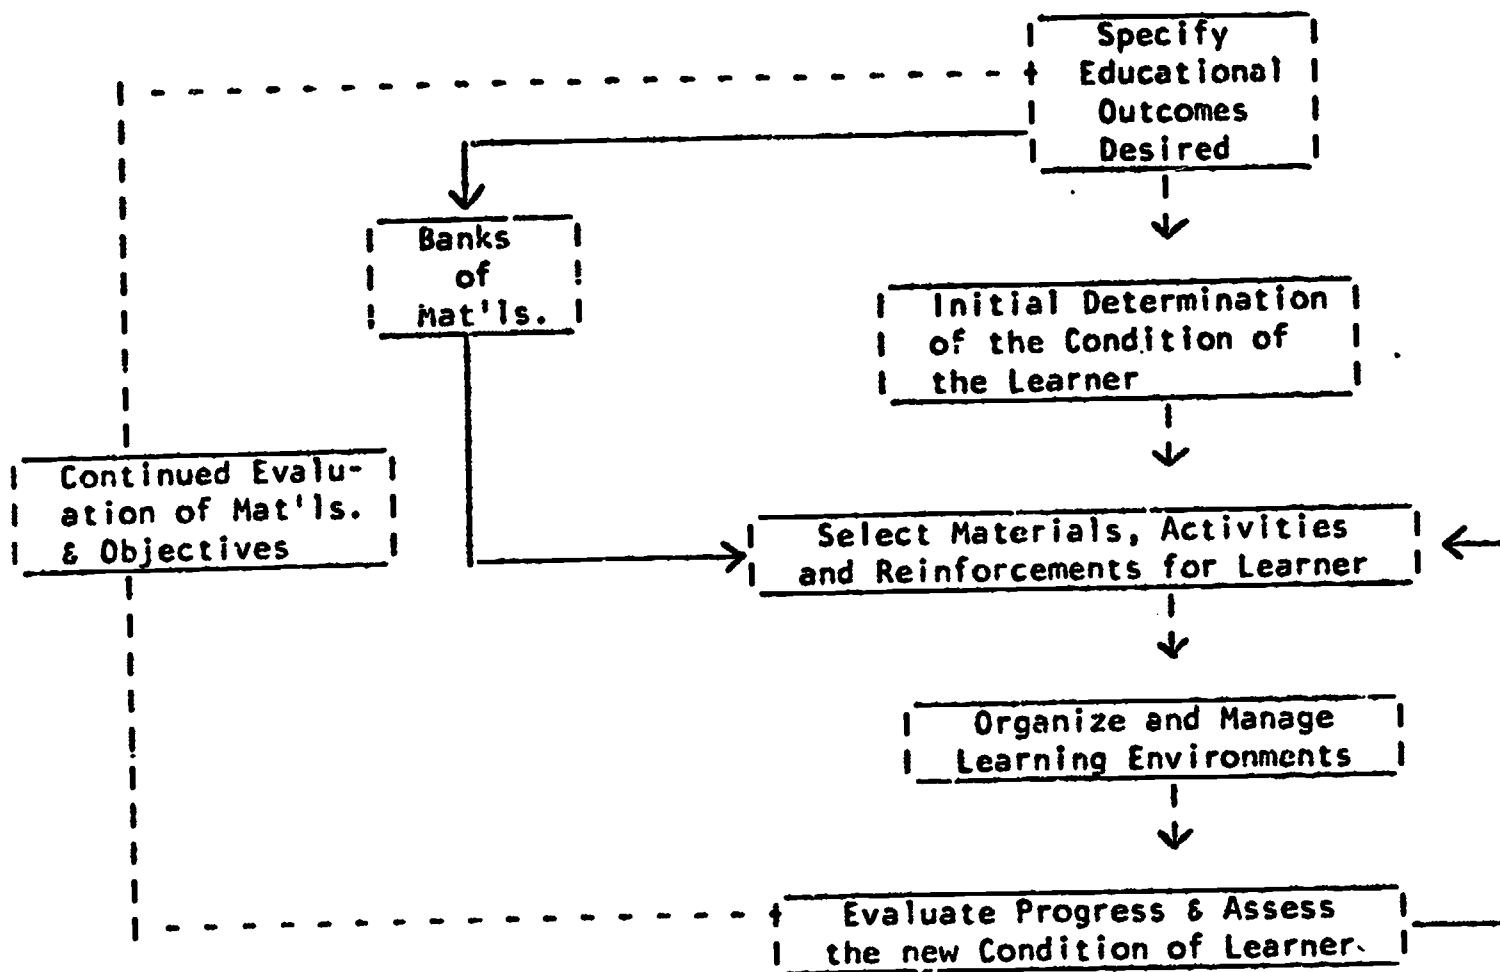 Specify
Educational
Outcomes
Desired
Banks
of
Mat'ls.
Initial Determination
of the Condition of
the Learner
Continued Evalu-
ation of Mat'ls.
& Objectives
Select Materials, Activities
and Reinforcements for Learner
Organize and Manage
Learning Environments
Evaluate Progress & Assess
the new Condition of Learner